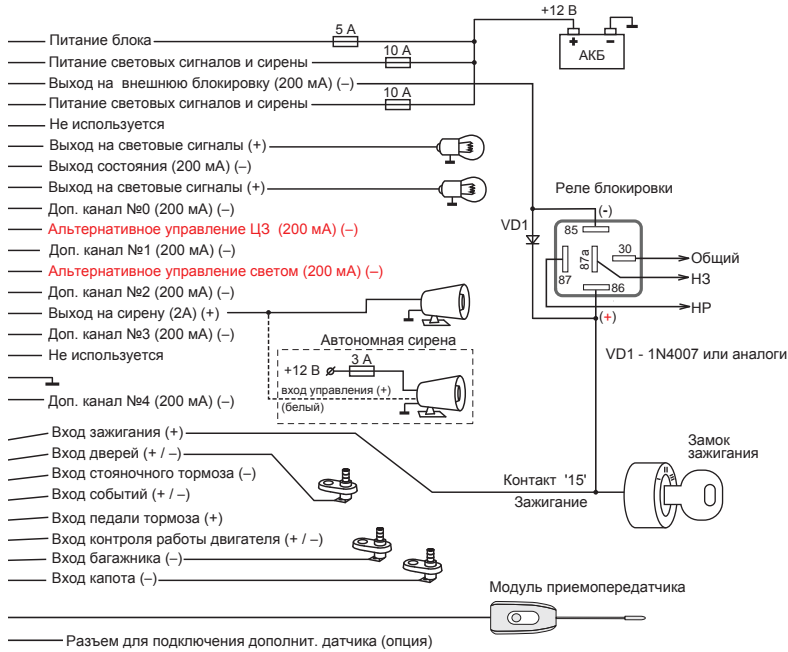 +12 В
Питание блока
5 А
+ −
АКБ
Питание световых сигналов и сирены
10 А
Выход на внешнюю блокировку (200 мА) (–)
Питание световых сигналов и сирены
10 А
Не используется
Выход на световые сигналы (+)
Выход состояния (200 мА) (–)
Выход на световые сигналы (+)
Реле блокировки
Доп. канал №0 (200 мА) (–)
(-)
VD1
85
Альтернативное управление ЦЗ (200 мА) (–)
Доп. канал №1 (200 мА) (–)
87a
30
Общий
Альтернативное управление светом (200 мА) (–)
87
НЗ
86
Доп. канал №2 (200 мА) (–)
НР
Выход на сирену (2А) (+)
(+)
Доп. канал №3 (200 мА) (–)
Автономная сирена
Не используется
VD1 - 1N4007 или аналоги
+12 В
3 А
вход управления (+)
(белый)
Доп. канал №4 (200 мА) (–)
Вход зажигания (+)
Вход дверей (+ / –)
Замок
зажигания
Вход стояночного тормоза (–)
Контакт '15'
Зажигание
I
II
Вход событий (+ / –)
Вход педали тормоза (+)
Вход контроля работы двигателя (+ / –)
Вход багажника (–)
Вход капота (–)
Модуль приемопередатчика
Разъем для подключения дополнит. датчика (опция)